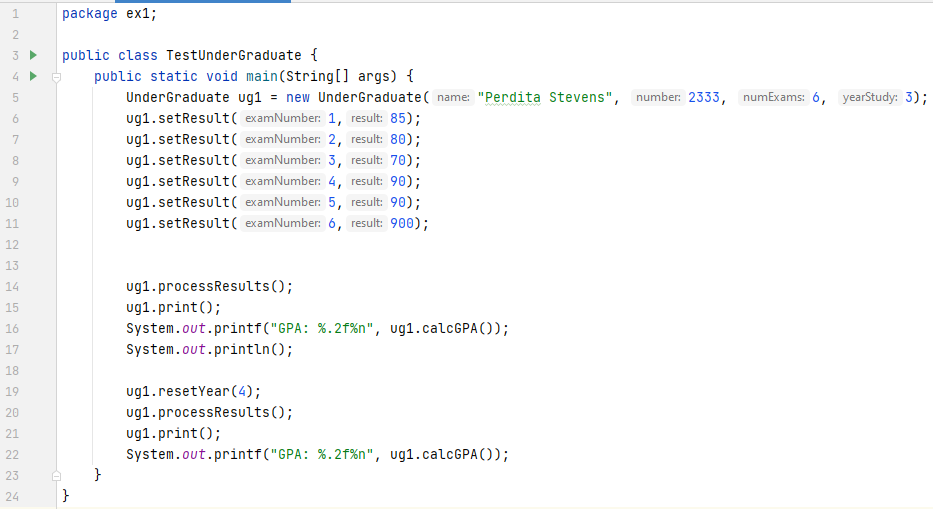 1 package ex1;
2
3 public class TestUnderGraduate {
4 public static void main(String[] args) {
5 UnderGraduate ug1 = new UnderGraduate( name: "Perdita Stevens", number: 2333, numExams: 6, yearStudy: 3);
6 ug1.setResult( examNumber: 1, result: 85);
7 ug1.setResult( examNumber: 2, result: 80);
8 ug1.setResult( examNumber: 3, result: 70);
9 ug1.setResult( examNumber: 4, result: 90);
10 ug1.setResult( examNumber: 5, result: 90);
11 ug1.setResult( examNumber: 6, result: 900);
12
13
14 ug1.processResults();
15 ug1.print();
16 System.out.printf("GPA: %.2f%n", ug1.calcGPA());
17 System.out.println();
18
19 ug1.resetYear(4);
20 ug1.processResults();
21 ug1.print();
22 System.out.printf("GPA: %.2f%n", ug1.calcGPA());
23 }
24 }